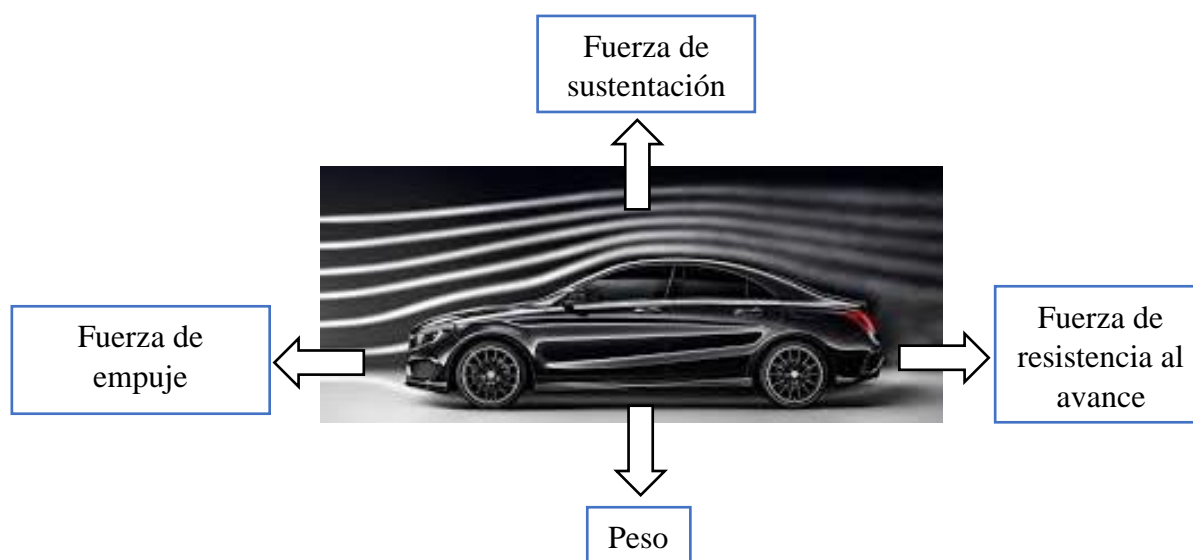 Fuerza de
sustentación
Fuerza de
empuje
Fuerza de
resistencia al
avance
Peso